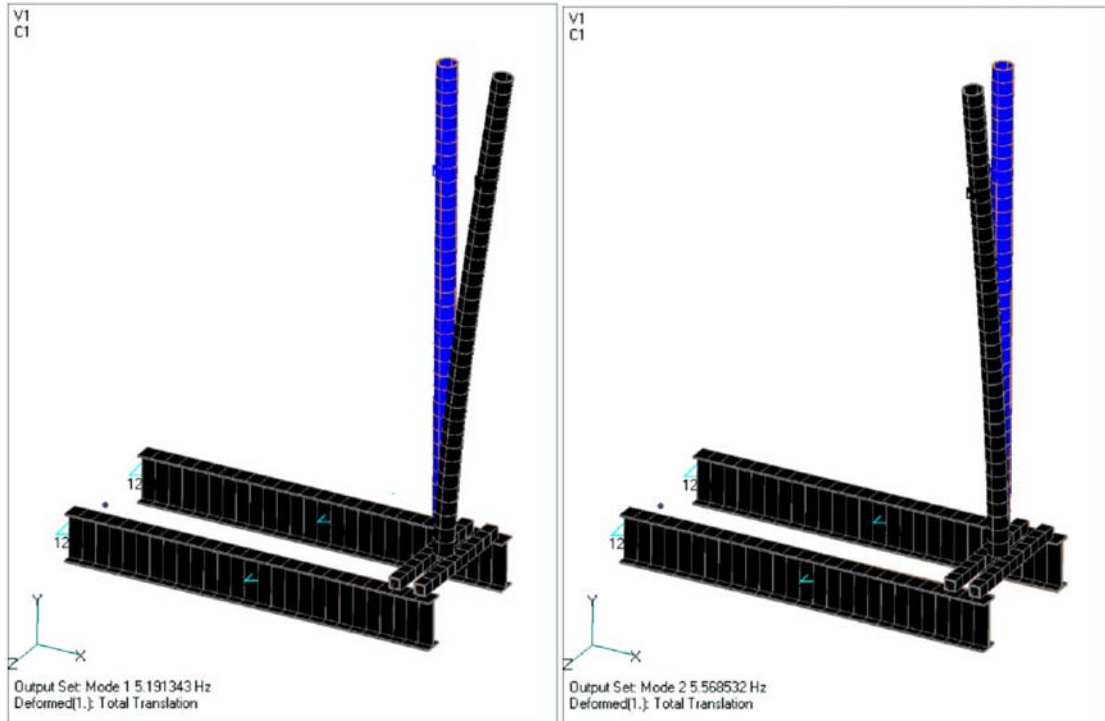 V1
C1
12
12
Y
Z
X
Output Set: Mode 1 5.191343 Hz
Deformed(1.): Total Translation
V1
C1
12
12
Y
Z
X
Output Set: Mode 2 5.568532 Hz
Deformed(1.): Total Translation